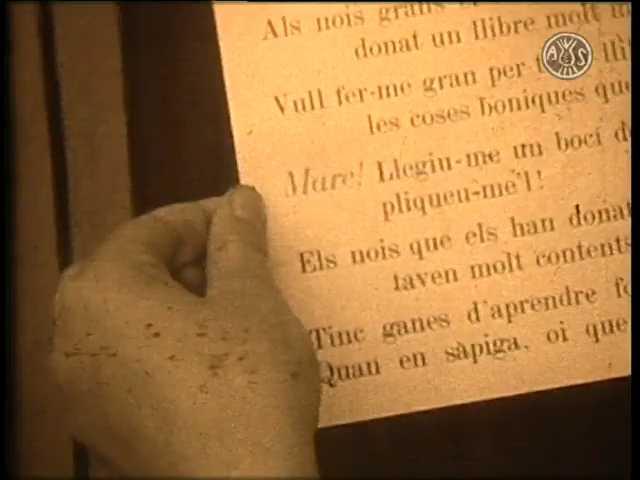 Als nois grans
donat un llibre molt
Vull fer-me gran per
les coses boniques que
Mare! Llegiu-me un bocí
pliqueu-me'l!
Els nois que els han donat
taven molt contents
Tinc ganes d'aprendre
Quan en sàpiga, oi que